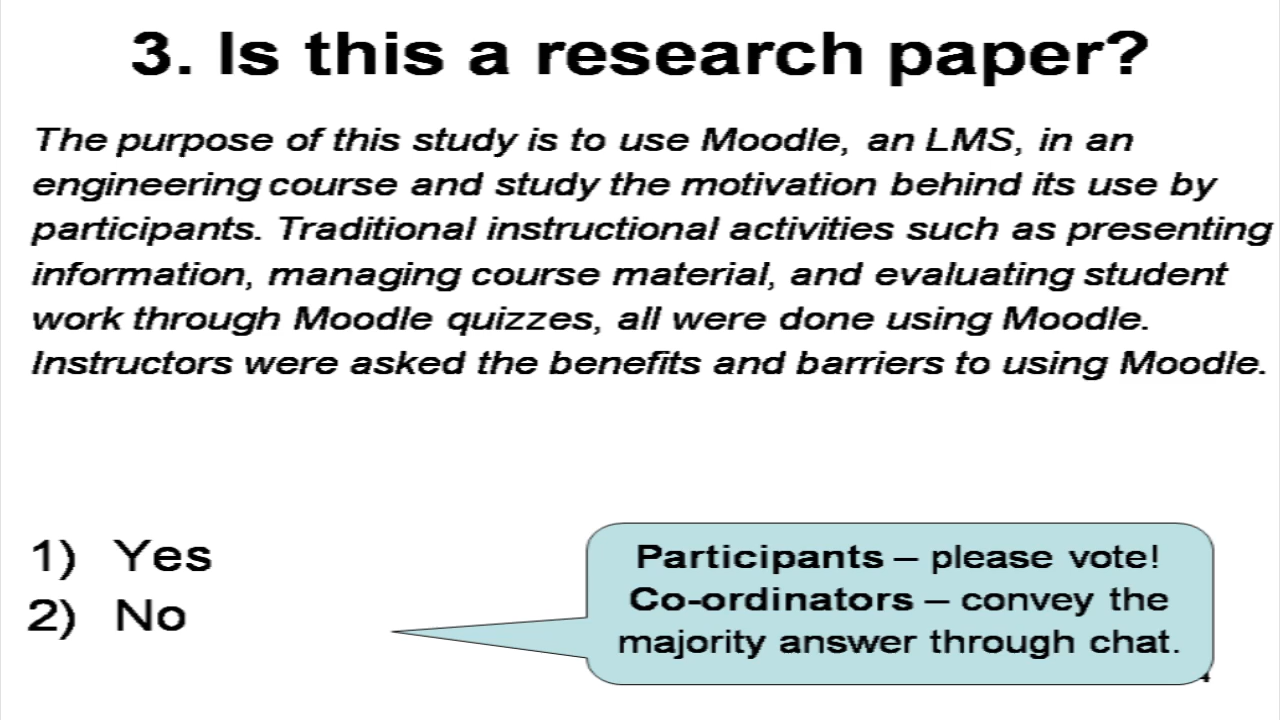 3. Is this a research paper?
The purpose of this study is to use Moodle, an LMS, in an
engineering course and study the motivation behind its use by
participants. Traditional instructional activities such as presenting
information, managing course material, and evaluating student
work through Moodle quizzes, all were done using Moodle.
Instructors were asked the benefits and barriers to using Moodle.
1) Yes
2) No
Participants – please vote!
Co-ordinators – convey the
majority answer through chat.